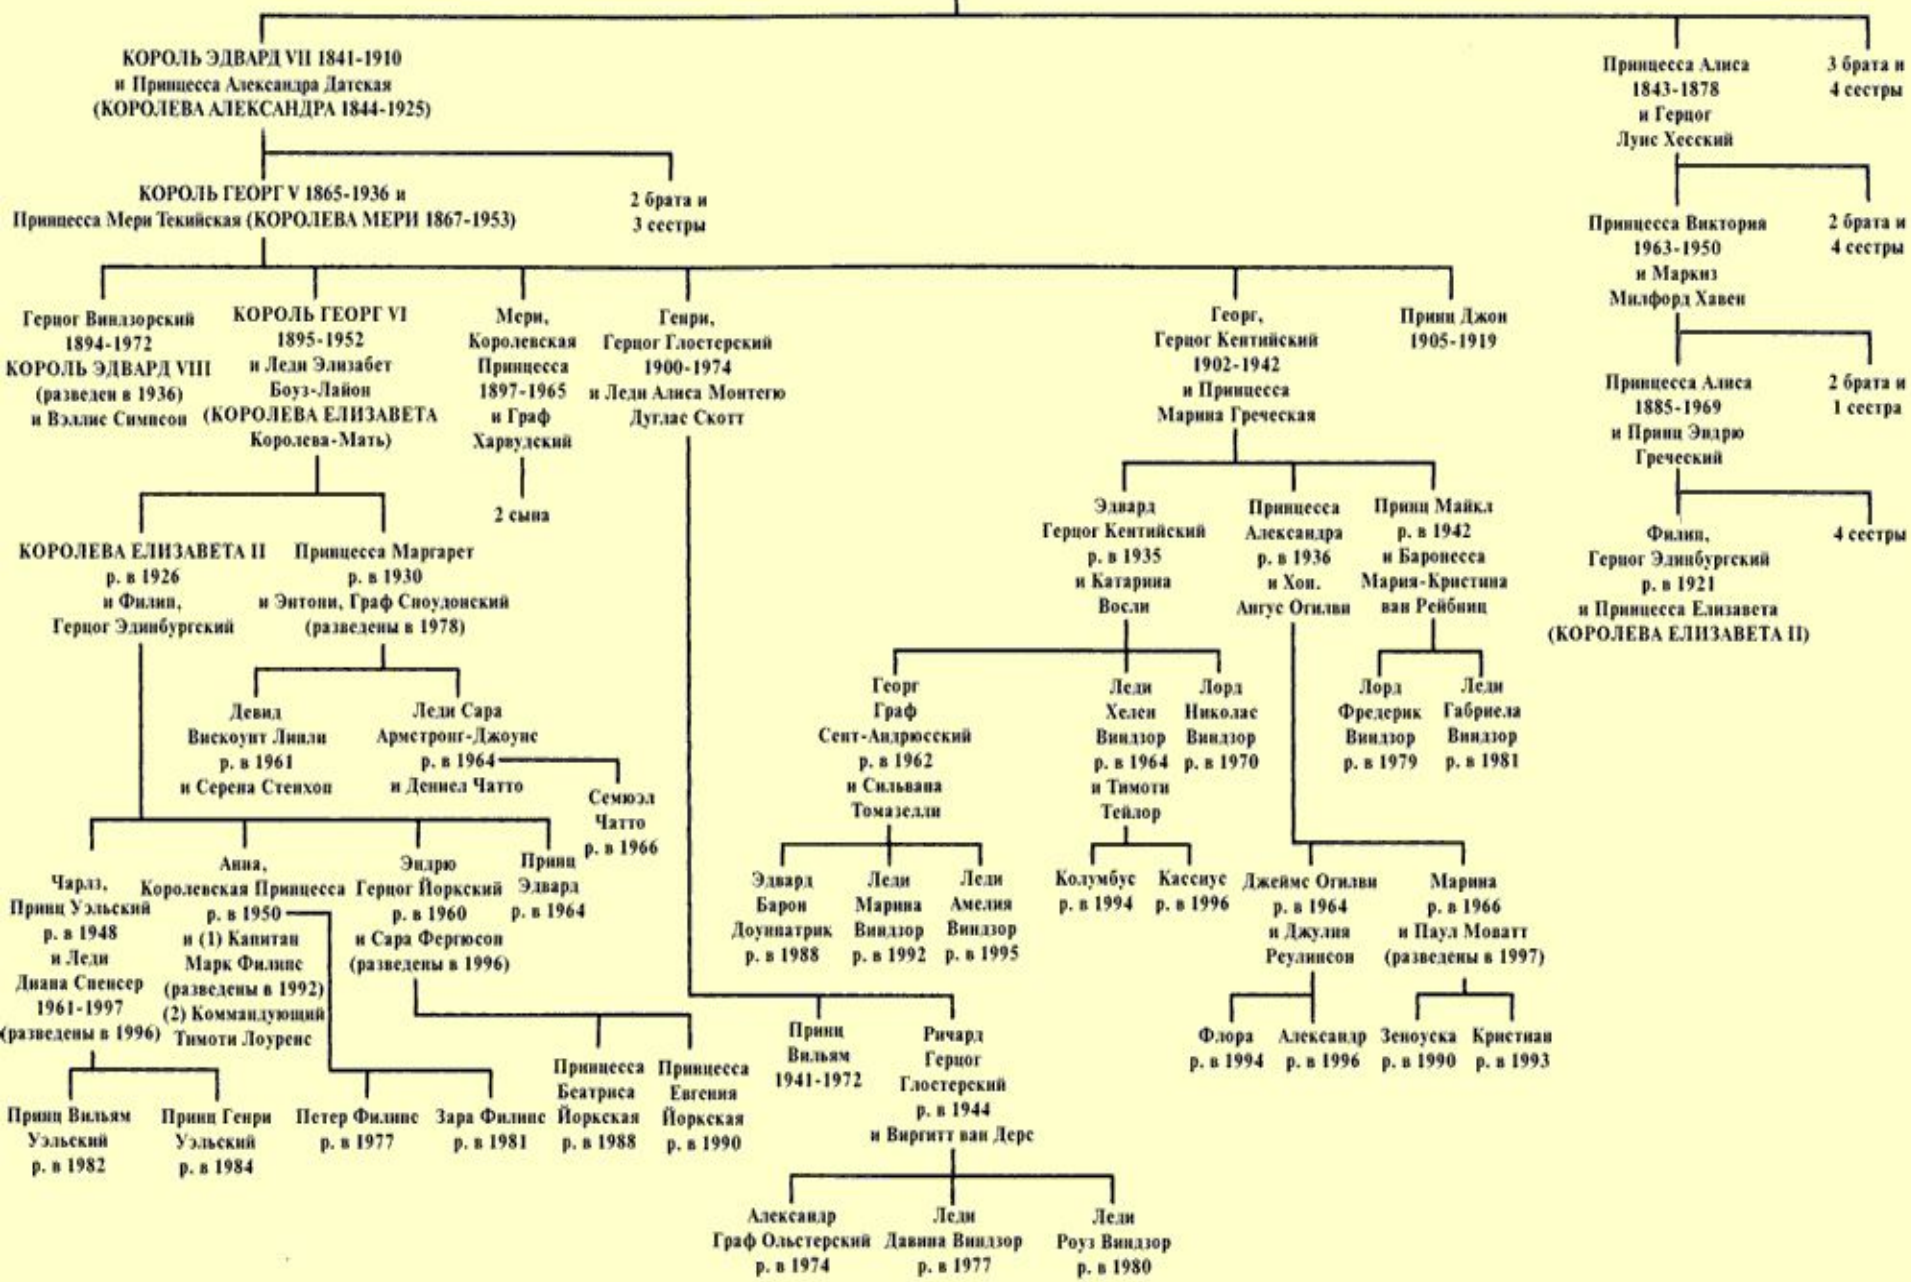 КОРОЛЬ ЭДВАРД VII 1841-1910
и Принцесса Александра Датская
(КОРОЛЕВА АЛЕКСАНДРА 1844-1925)
Принцесса Алиса
1843-1878
и Герцог
Луис Хесский
3 брата и
4 сестры
КОРОЛЬ ГЕОРГ V 1865-1936 и
Принцесса Мери Текийская (КОРОЛЕВА МЕРИ 1867-1953)
2 брата и
3 сестры
Принцесса Виктория
1963-1950
и Маркиз
Милфорд Хавен
2 брата и
4 сестры
Герцог Виндзорский
1894-1972
КОРОЛЬ ЭДВАРД VIII
(разведен в 1936)
и Вэллис Симпсон
КОРОЛЬ ГЕОРГ VI
1895-1952
и Леди Элизабет
Боуз-Лайон
(КОРОЛЕВА ЕЛИЗАВЕТА
Королева-Мать)
Мери,
Королевская
Принцесса
1897-1965
и Граф
Харвудский
2 сына
Генри,
Герцог Глостерский
1900-1974
и Леди Алиса Монтегю
Дуглас Скотт
Георг,
Герцог Кентийский
1902-1942
и Принцесса
Марина Греческая
Принц Джон
1905-1919
Принцесса Алиса
1885-1969
и Принц Эндрю
Греческий
2 брата и
1 сестра
КОРОЛЕВА ЕЛИЗАВЕТА II
р. в 1926
и Филип,
Герцог Эдинбургский
Принцесса Маргарет
р. в 1930
и Энтони, Граф Сноудонский
(разведены в 1978)
Эдвард
Герцог Кентийский
р. в 1935
и Катарина
Восли
Принцесса
Александра
р. в 1936
и Хон.
Ангус Огилви
Принц Майкл
р. в 1942
и Баронесса
Мария-Кристина
ван Рейбниц
Филип,
Герцог Эдинбургский
р. в 1921
и Принцесса Елизавета
(КОРОЛЕВА ЕЛИЗАВЕТА II)
4 сестры
Девид
Вискоунт Линли
р. в 1961
и Серена Стенхоп
Леди Сара
Армстронг-Джоунс
р. в 1964
и Дениел Чатто
Семюэл
Чатто
р. в 1966
Георг
Граф
Сент-Андрюсский
р. в 1962
и Сильвана
Томазелли
Леди
Хелен
Виндзор
р. в 1964
и Тимоти
Тейлор
Лорд
Николас
Виндзор
р. в 1970
Лорд
Фредерик
Виндзор
р. в 1979
Леди
Габриела
Виндзор
р. в 1981
Чарлз,
Принц Уэльский
р. в 1948
и Леди
Диана Спенсер
1961-1997
(разведены в 1996)
Анна,
Королевская Принцесса
р. в 1950
и (1) Капитан
Марк Филипс
(разведены в 1992)
(2) Коммандующий
Тимоти Лоуренс
Эндрю
Герцог Йоркский
р. в 1960
и Сара Фергюсон
(разведены в 1996)
Принц
Эдвард
р. в 1964
Эдвард
Барон
Доунпатрик
р. в 1988
Леди
Марина
Виндзор
р. в 1992
Леди
Амелия
Виндзор
р. в 1995
Колумбус
р. в 1994
Кассиус
р. в 1996
Джеймс Огилви
р. в 1964
и Джулия
Реулинсон
Марина
р. в 1966
и Паул Моватт
(разведены в 1997)
Принц
Вильям
1941-1972
Ричард
Герцог
Глостерский
р. в 1944
и Виргитт ван Дерс
Флора
р. в 1994
Александр
р. в 1996
Зеноуска
р. в 1990
Кристиан
р. в 1993
Принц Вильям
Уэльский
р. в 1982
Принц Генри
Уэльский
р. в 1984
Петер Филипс
р. в 1977
Зара Филипс
р. в 1981
Принцесса
Беатриса
Йоркская
р. в 1988
Принцесса
Евгения
Йоркская
р. в 1990
Александр
Граф Ольстерский
р. в 1974
Леди
Давина Виндзор
р. в 1977
Леди
Роуз Виндзор
р. в 1980